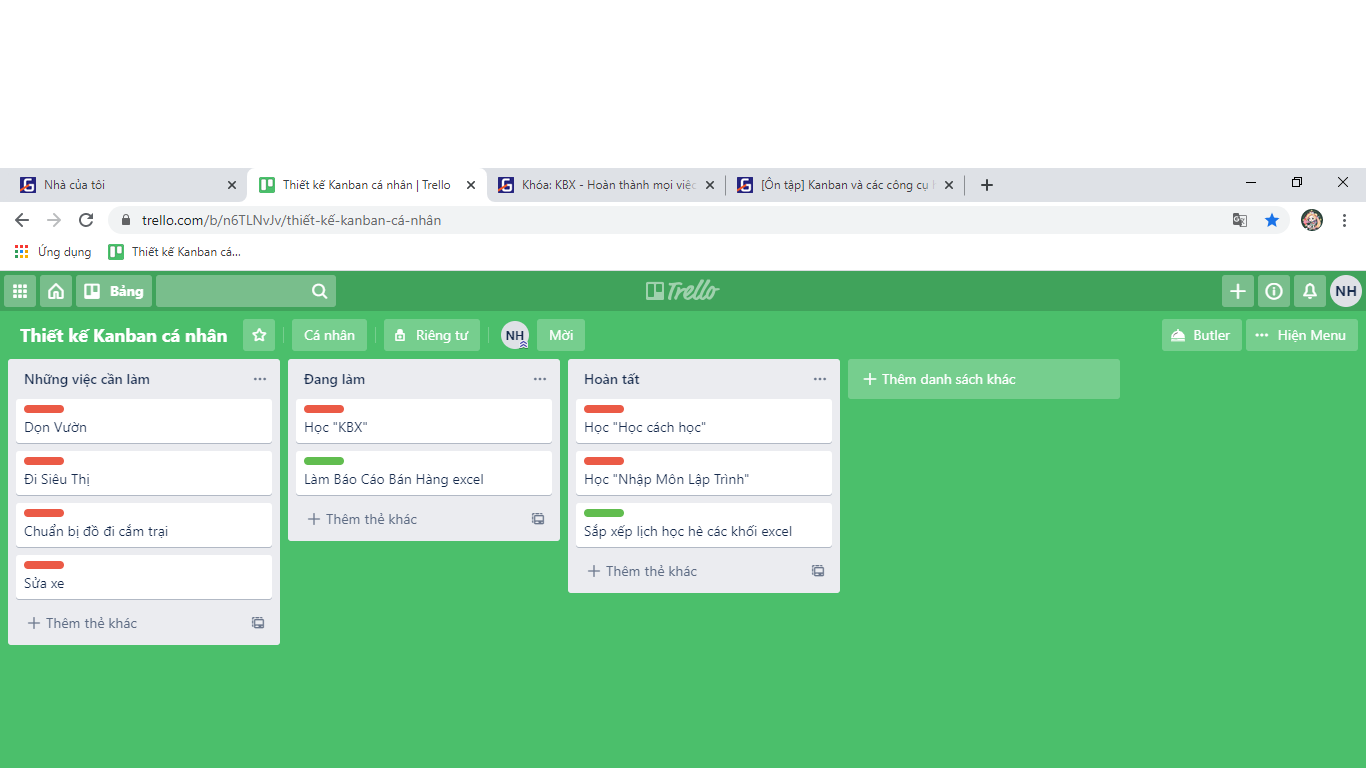 Nhà của tôi
Thiết kế Kanban cá nhân | Trello
Khóa: KBX - Hoàn thành mọi việc
[Ôn tập] Kanban và các công cụ
trello.com/b/n6TLNvJv/thiết-kế-kanban-cá-nhân
Ứng dụng
Thiết kế Kanban cá...
Bảng
Trello
NH
Thiết kế Kanban cá nhân
Cá nhân
Riêng tư
NH
Mời
Butler
Hiện Menu
Những việc cần làm
Dọn Vườn
Đi Siêu Thị
Chuẩn bị đồ đi cắm trại
Sửa xe
Thêm thẻ khác
Đang làm
Học "KBX"
Làm Báo Cáo Bán Hàng excel
Thêm thẻ khác
Hoàn tất
Học "Học cách học"
Học "Nhập Môn Lập Trình"
Sắp xếp lịch học hè các khối excel
Thêm thẻ khác
Thêm danh sách khác